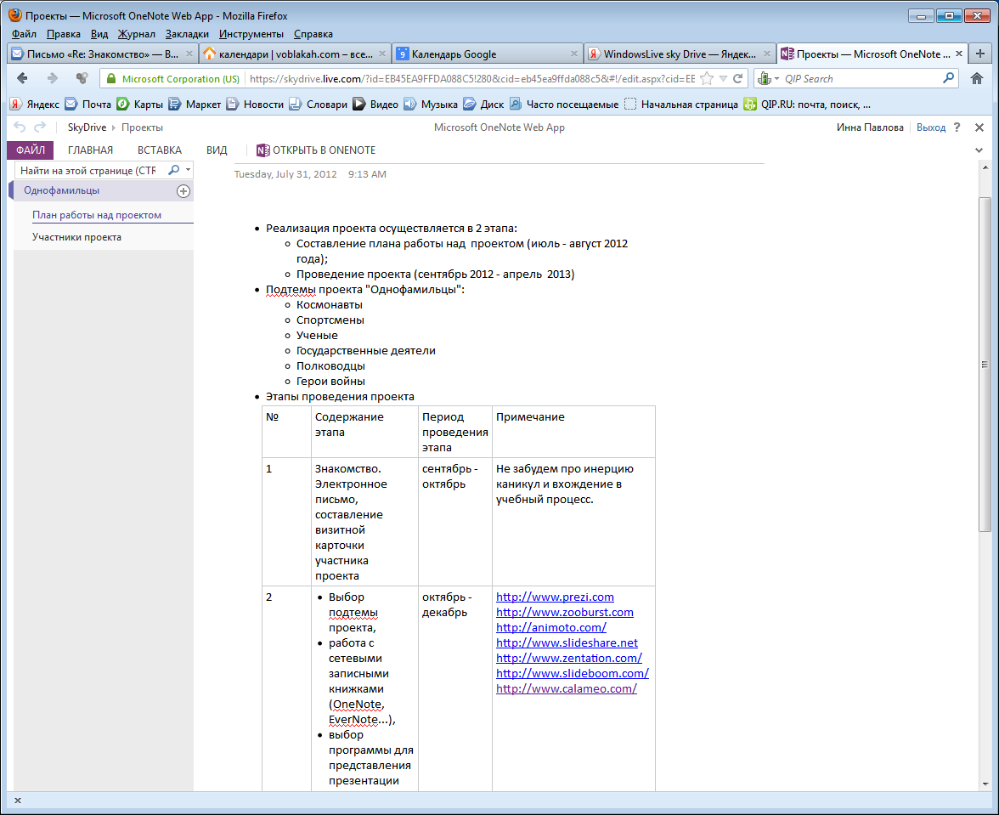 Проекты — Microsoft OneNote Web App - Mozilla Firefox
Файл Правка Вид Журнал Закладки Инструменты Справка
Письмо «Re: Знакомство» — В... календари | voblakah.com – все... 9 Календарь Google WindowsLive sky Drive — Яндек... Проекты — Microsoft OneNote ...
Microsoft Corporation (US) https://skydrive.live.com/?id=EB45EA9FFDA088C5!280&cid=eb45ea9ffda088c5&#!/edit.aspx?cid=EE QIP Search
Яндекс Почта Карты Маркет Новости Словари Видео Музыка Диск Часто посещаемые Начальная страница QIP.RU: почта, поиск, ...
SkyDrive Проекты Microsoft OneNote Web App Инна Павлова Выход ?
ФАЙЛ ГЛАВНАЯ ВСТАВКА ВИД ОТКРЫТЬ В ONENOTE
Найти на этой странице (CTR
Однофамильцы
План работы над проектом
Участники проекта
Tuesday, July 31, 2012 9:13 AM
• Реализация проекта осуществляется в 2 этапа:
○ Составление плана работы над проектом (июль - август 2012
года);
○ Проведение проекта (сентябрь 2012 - апрель 2013)
• Подтемы проекта "Однофамильцы":
○ Космонавты
○ Спортсмены
○ Ученые
○ Государственные деятели
○ Полководцы
○ Герои войны
• Этапы проведения проекта
№
Содержание
этапа
Период
проведения
этапа
Примечание
1
Знакомство.
Электронное
письмо,
составление
визитной
карточки
участника
проекта
сентябрь -
октябрь
Не забудем про инерцию
каникул и вхождение в
учебный процесс.
2
• Выбор
подтемы
проекта,
• работа с
сетевыми
записными
книжками
(OneNote,
EverNote...),
• выбор
программы для
представления
презентации
октябрь -
декабрь
http://www.prezi.com
http://www.zooburst.com
http://animoto.com/
http://www.slideshare.net
http://www.zentation.com/
http://www.slideboom.com/
http://www.calameo.com/